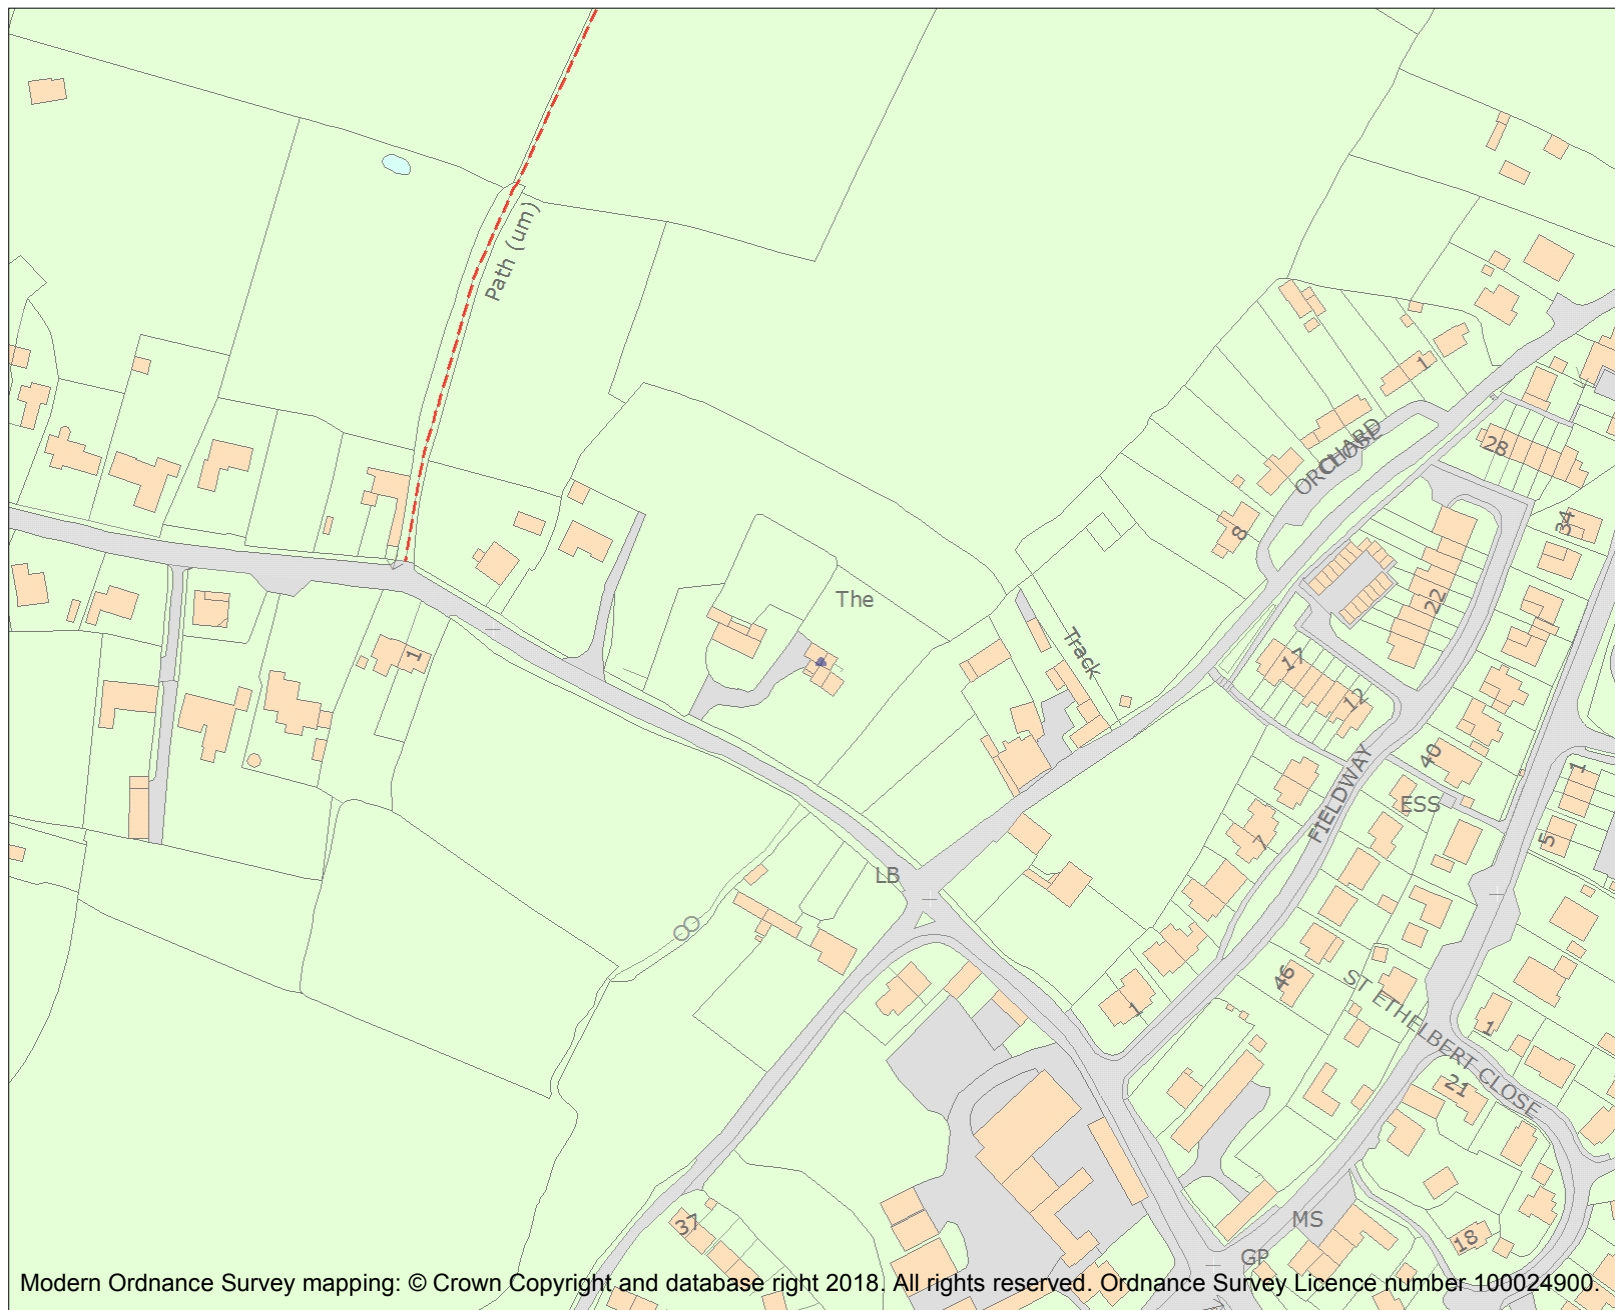 Path (um)
1
ORCHARD
CLOSE
28
8
34
22
The
Track
17
12
1
40
1
ESS
FIELDWAY
7
5
LB
46
1
ST ETHELBERT CLOSE
1
21
37
MS
18
GP
Modern Ordnance Survey mapping: © Crown Copyright and database right 2018. All rights reserved. Ordnance Survey Licence number 100024900.